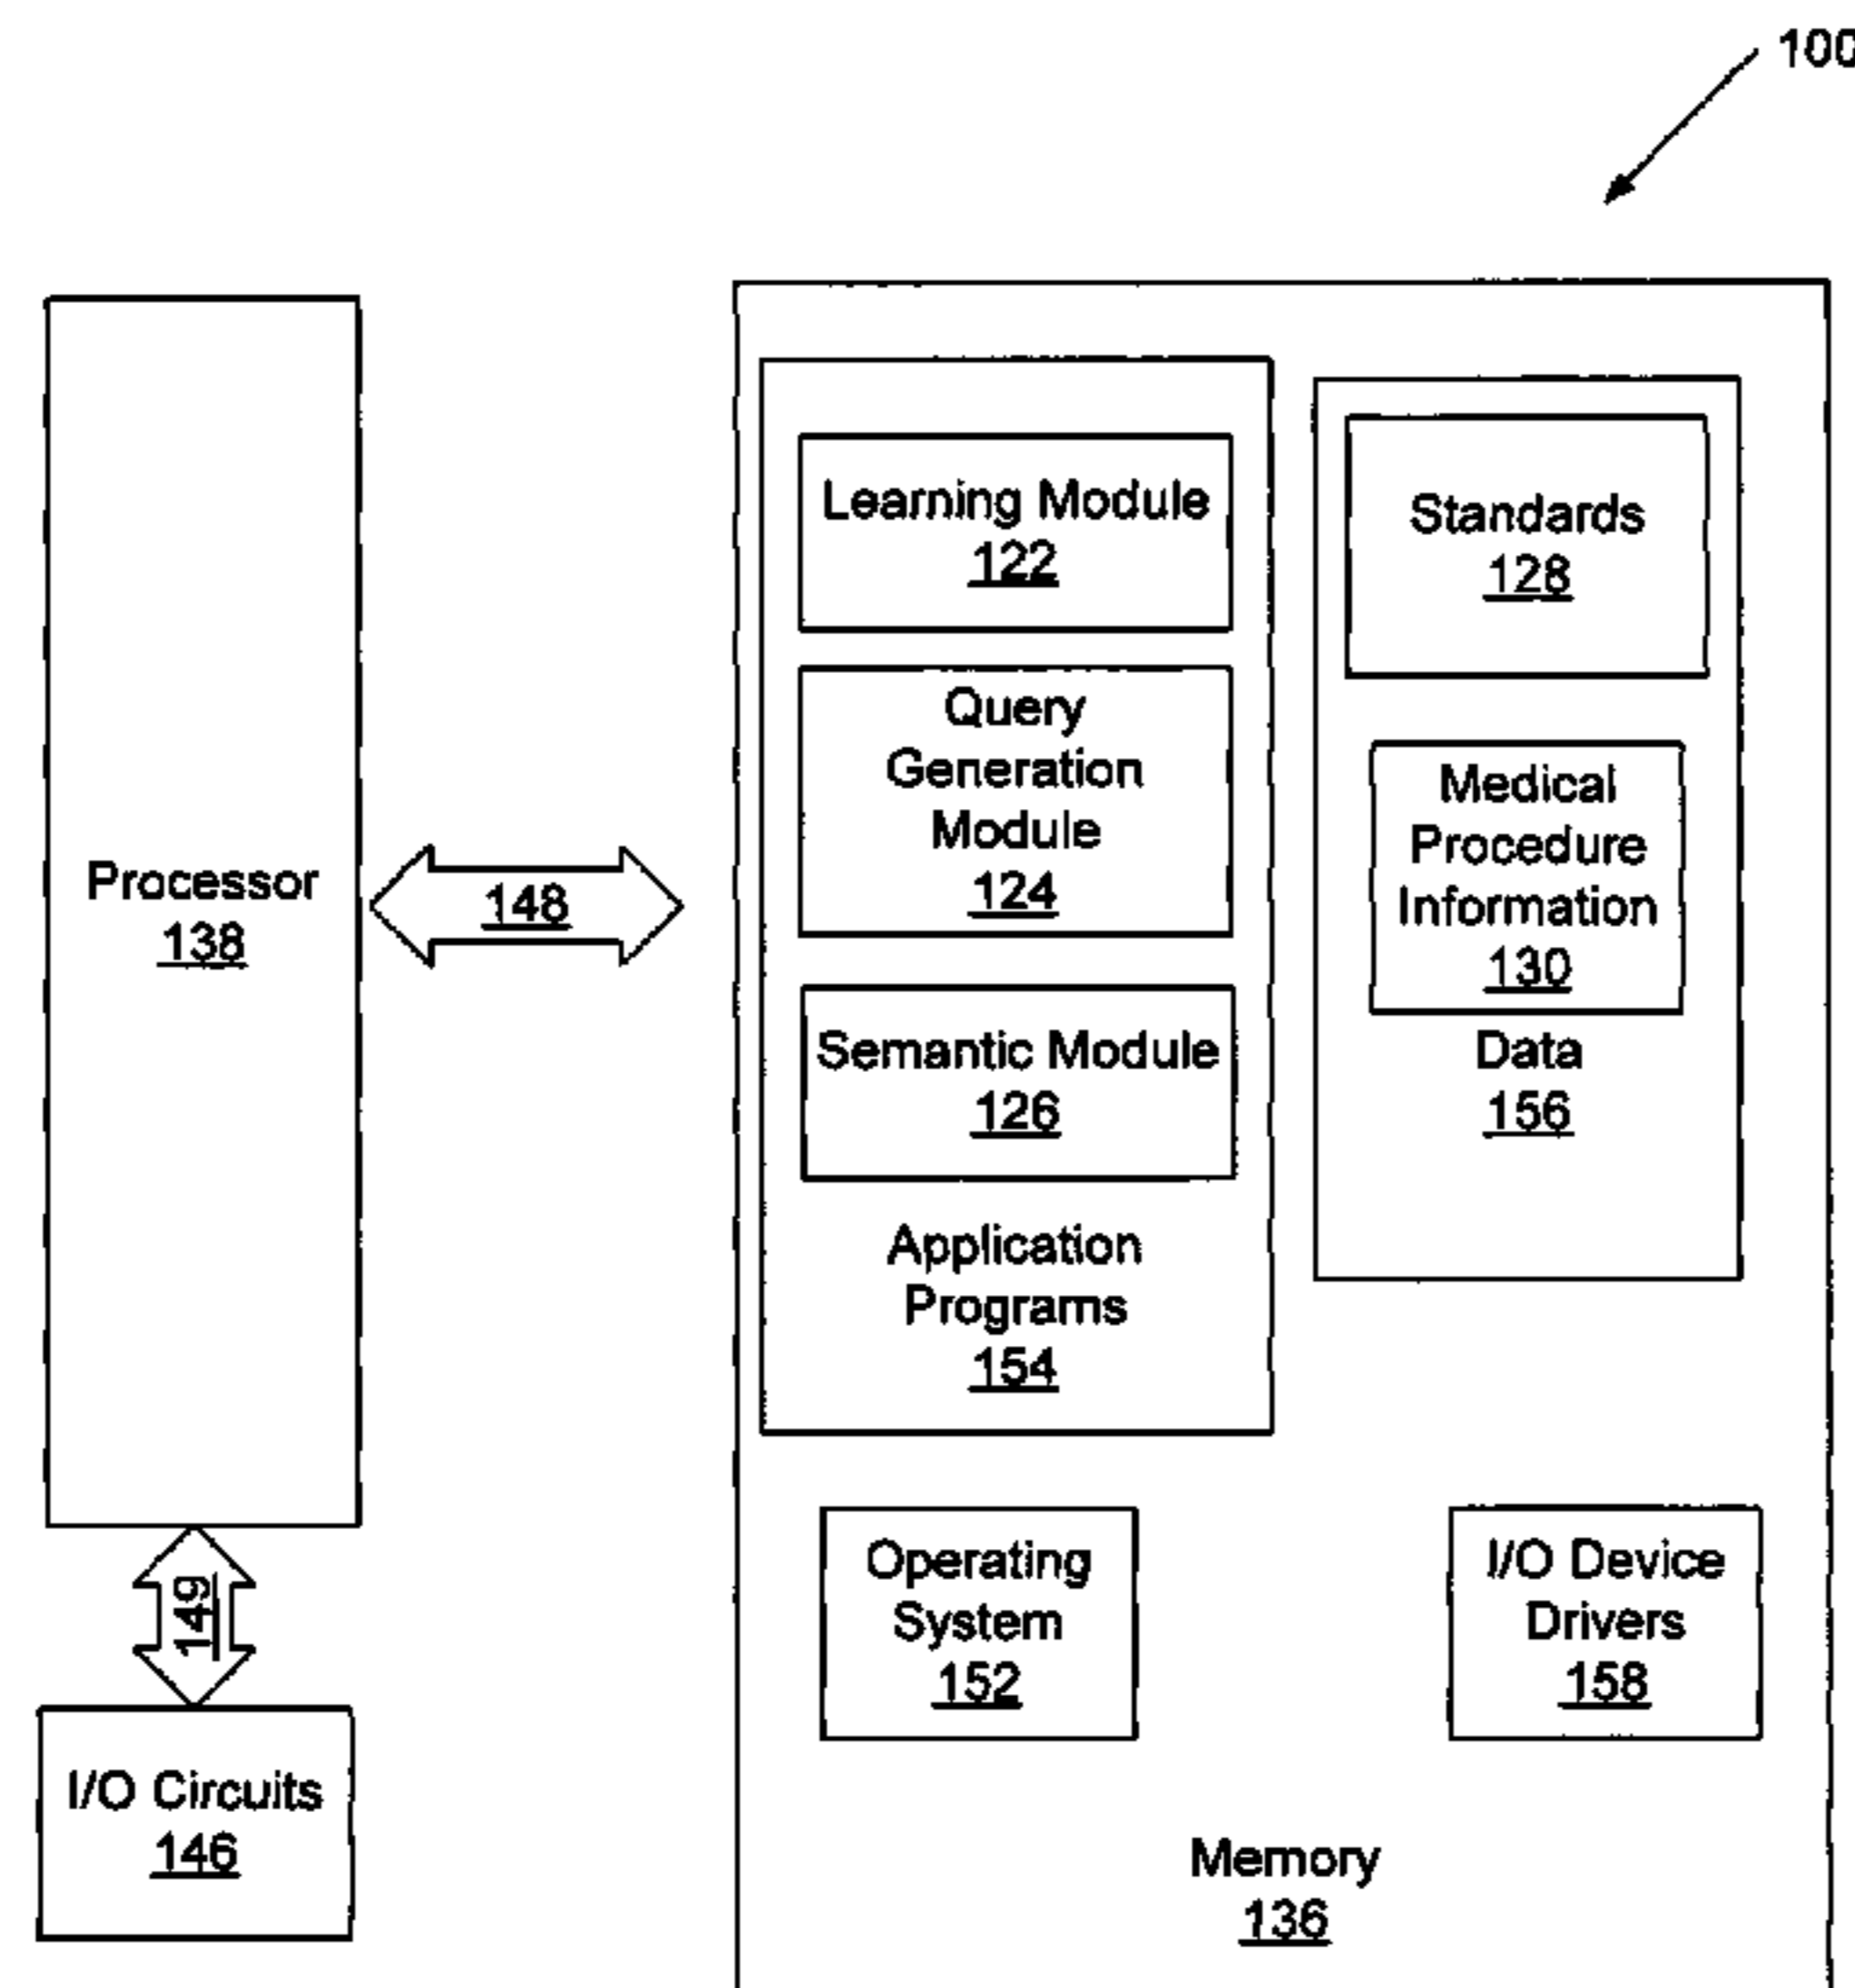 100
Processor
138
148
149
I/O Circuits
146
Learning Module
122
Query
Generation
Module
124
Semantic Module
126
Application
Programs
154
Standards
128
Medical
Procedure
Information
130
Data
156
Operating
System
152
I/O Device
Drivers
158
Memory
136